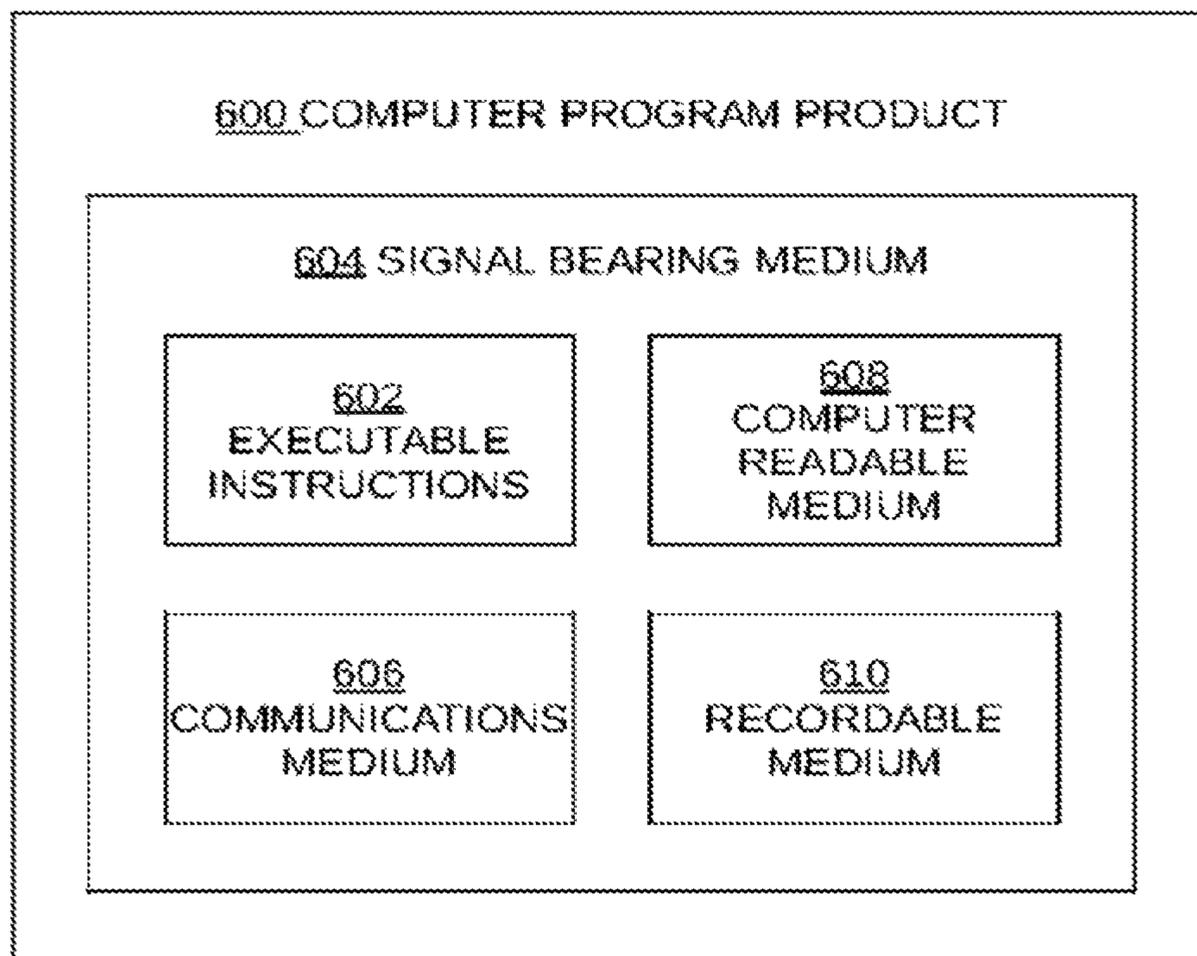 600 COMPUTER PROGRAM PRODUCT
604 SIGNAL BEARING MEDIUM
602
EXECUTABLE
INSTRUCTIONS
608
COMPUTER
READABLE
MEDIUM
606
COMMUNICATIONS
MEDIUM
610
RECORDABLE
MEDIUM